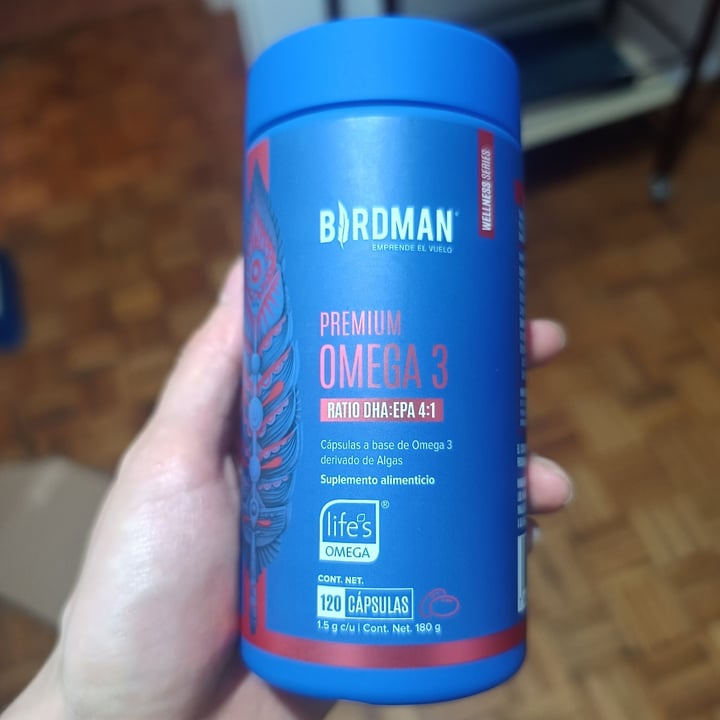 WELLNESS SERIES
BIRDMAN®
EMPRENDE EL VUELO
PREMIUM
OMEGA 3
RATIO DHA:EPA 4:1
Cápsulas a base de Omega 3
derivado de Algas
Suplemento alimenticio
life's®
OMEGA
CONT. NET.
120 CÁPSULAS
1.5 g c/u | Cont. Net. 180 g